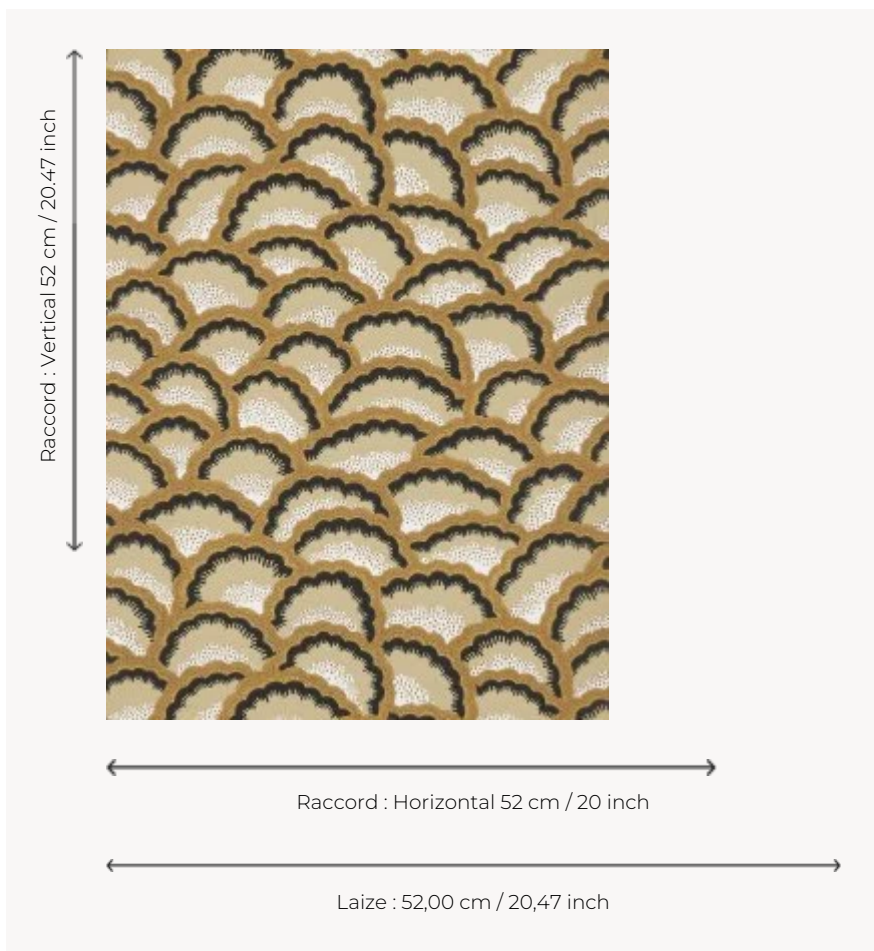 Raccord : Vertical 52 cm / 20.47 inch
Raccord : Horizontal 52 cm / 20 inch
Laize : 52,00 cm / 20,47 inch